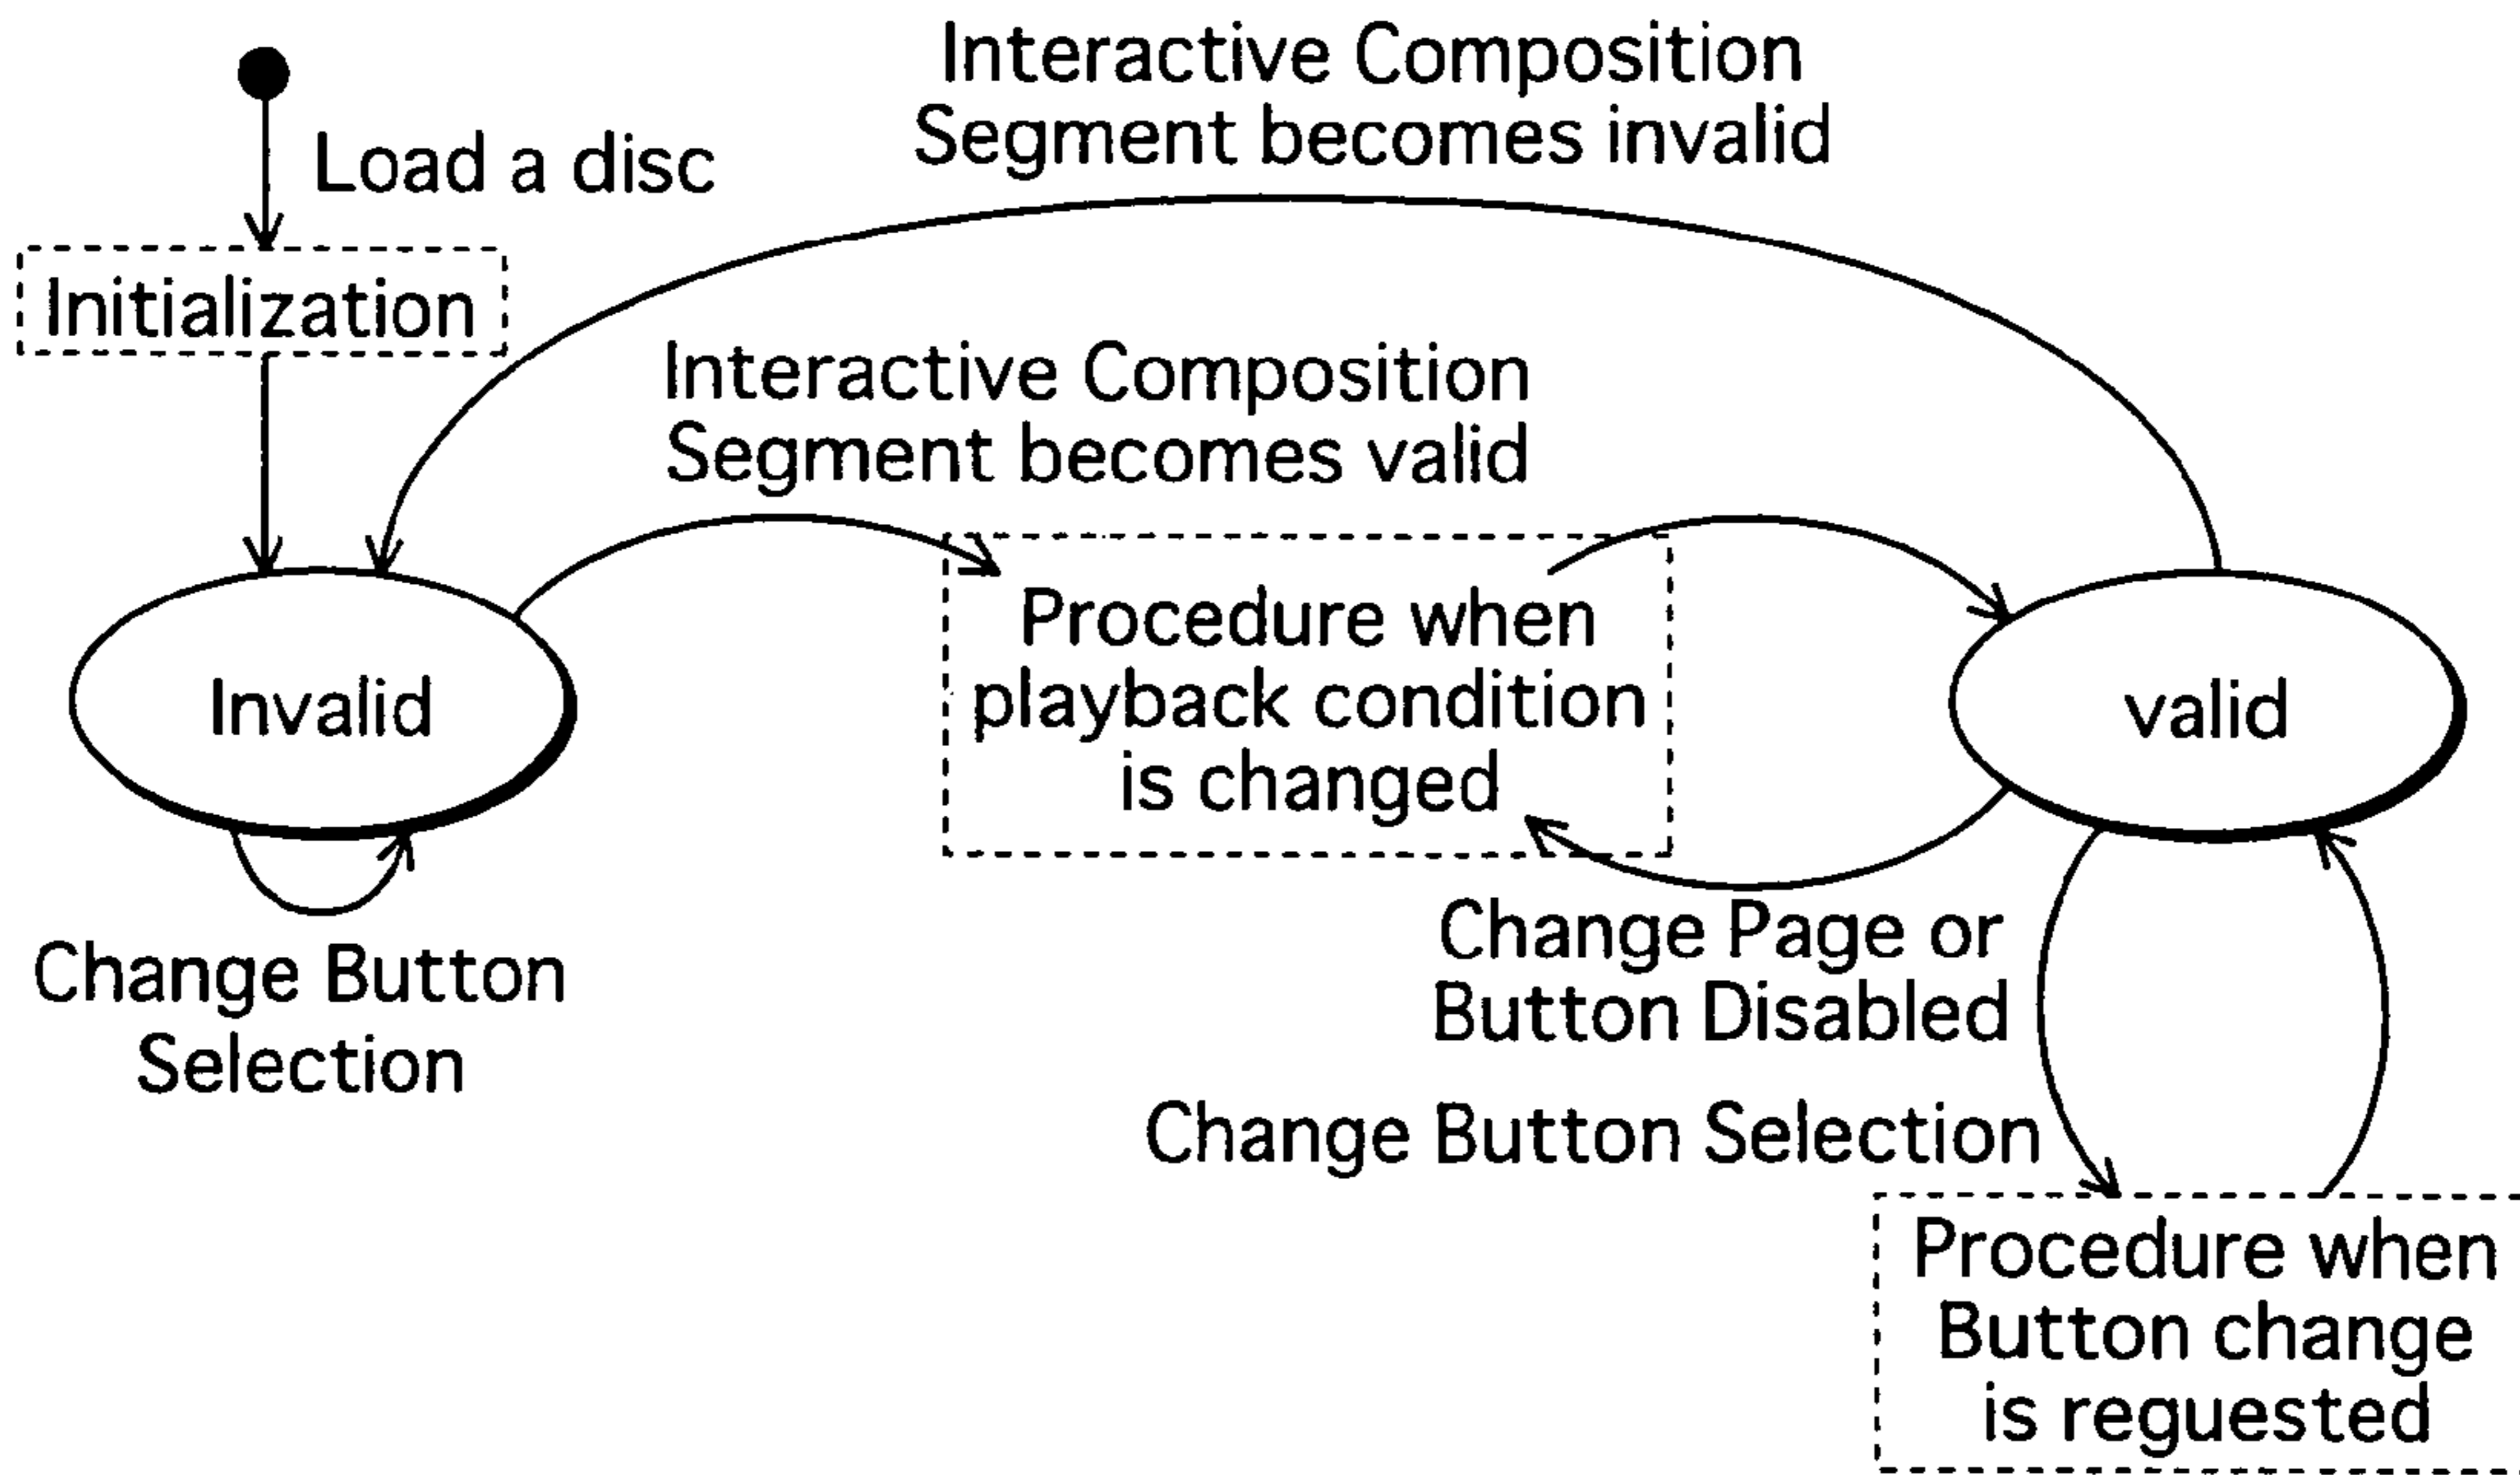 Interactive Composition
Segment becomes invalid
Load a disc
Initialization
Interactive Composition
Segment becomes valid
Invalid
Procedure when
playback condition
is changed
valid
Change Button
Selection
Change Page or
Button Disabled
Change Button Selection
Procedure when
Button change
is reguested